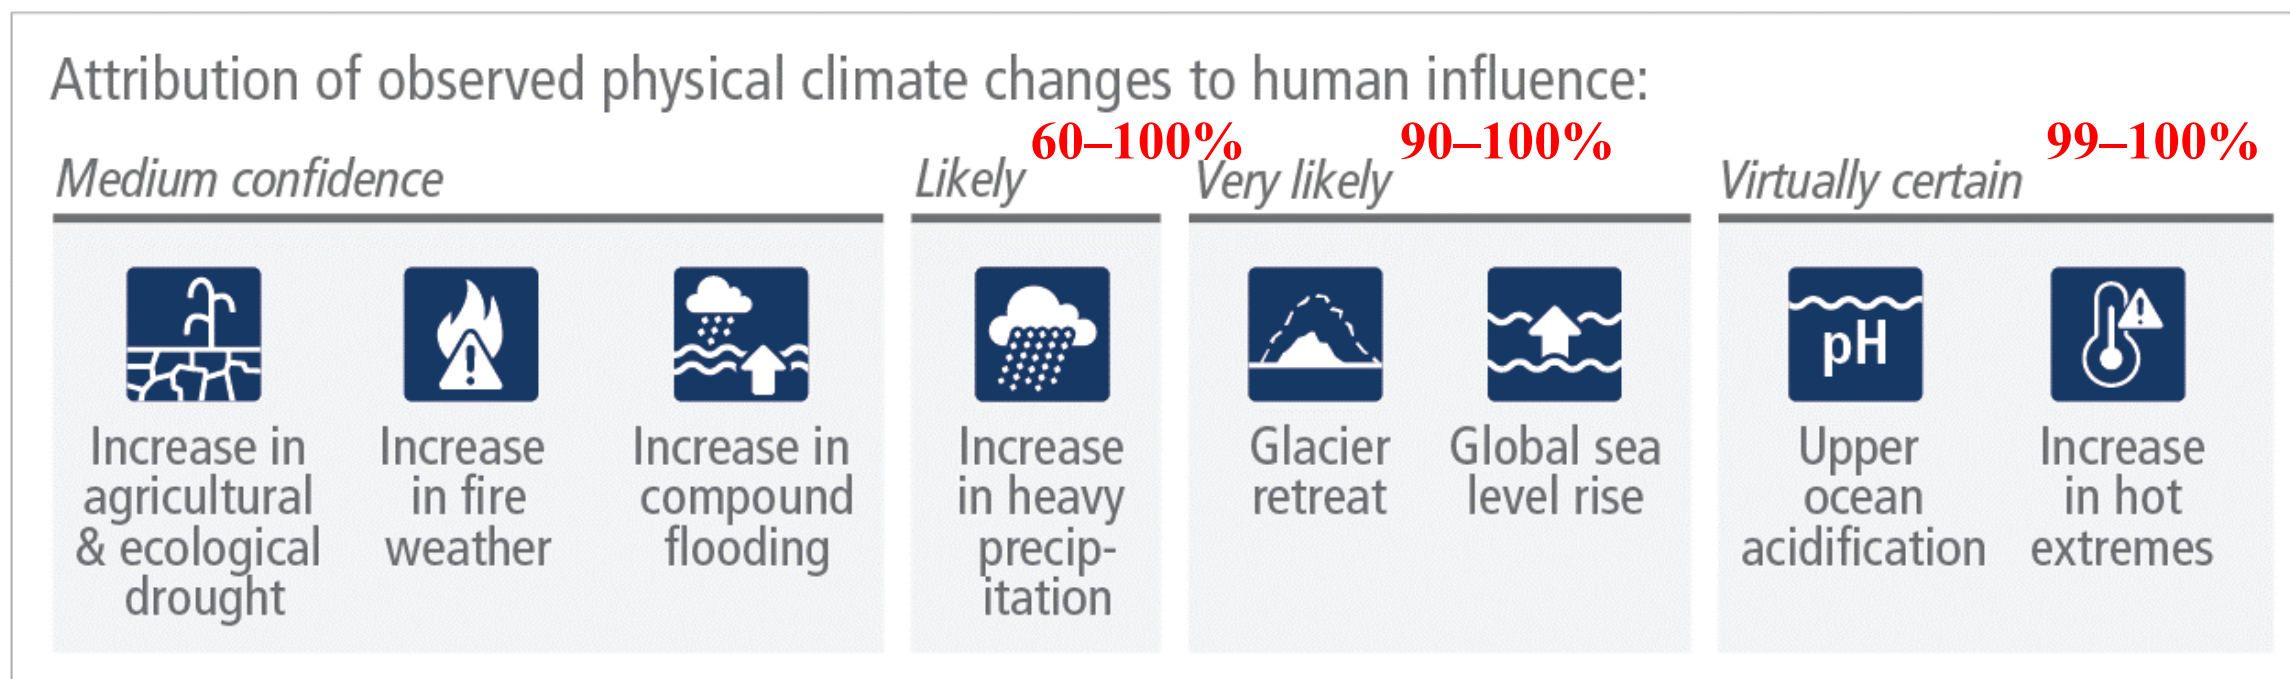 Attribution of observed physical climate changes to human influence:
60–100%
90–100%
99–100%
Medium confidence
Likely
Very likely
Virtually certain
pH
Increase in
agricultural
& ecological
drought
Increase
in fire
weather
Increase in
compound
flooding
Increase
in heavy
precip-
itation
Glacier
retreat
Global sea
level rise
Upper
ocean
acidification
Increase
in hot
extremes